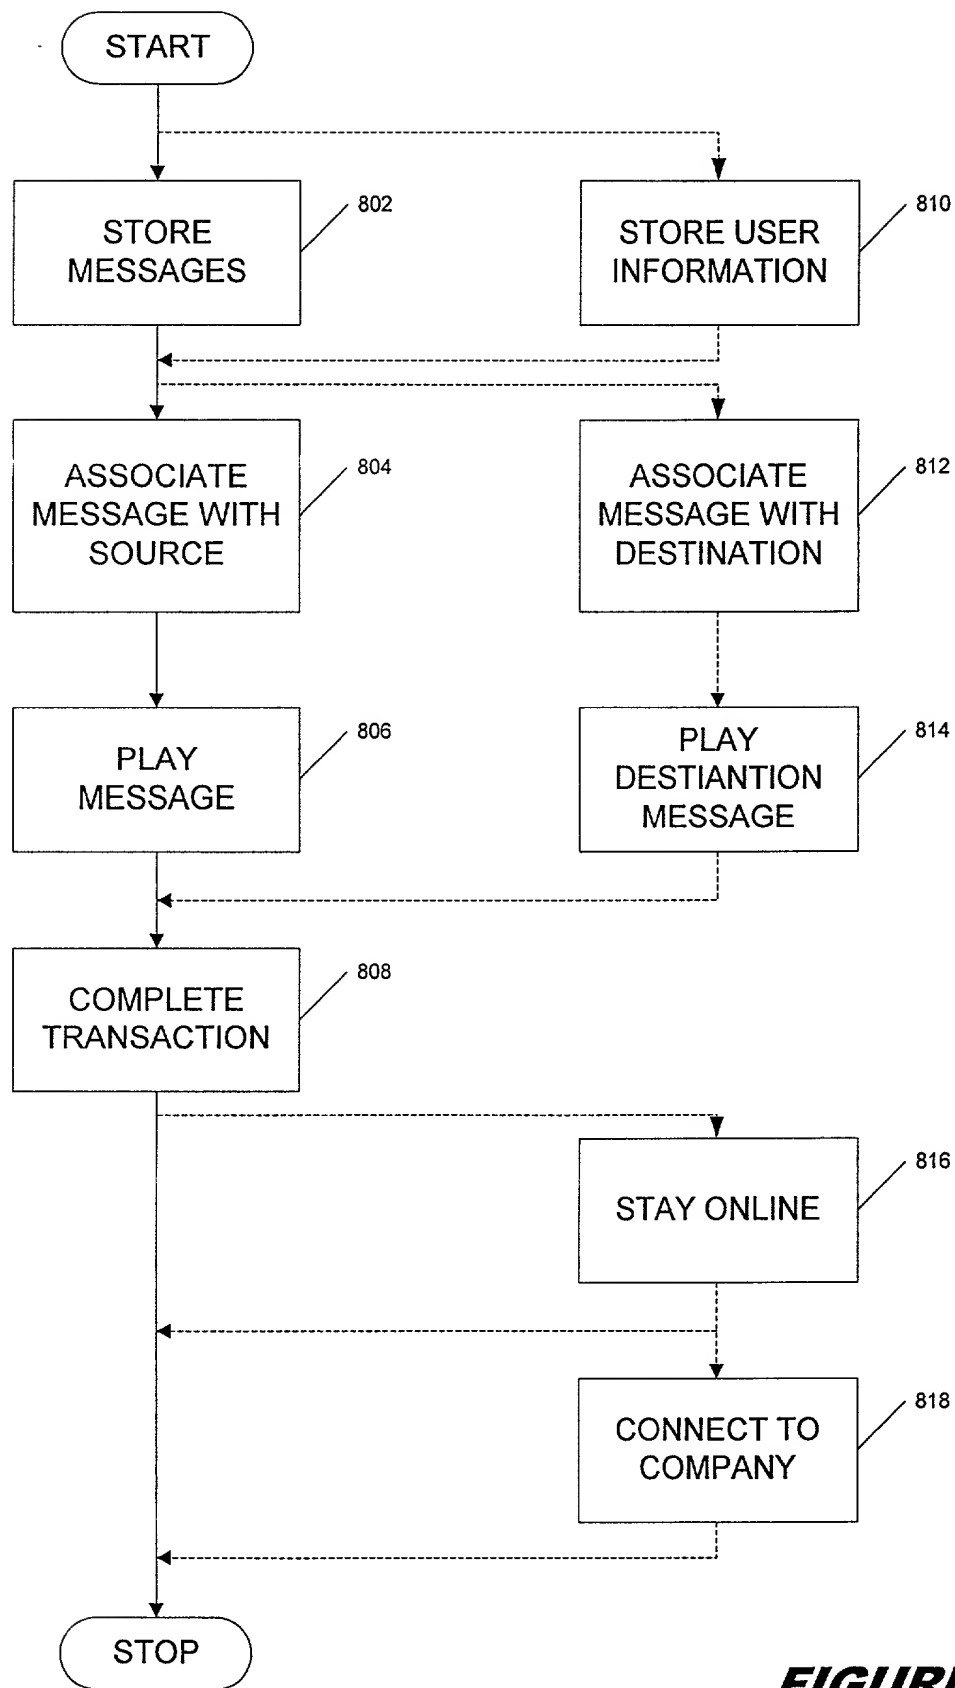 START
STORE
MESSAGES
802
STORE USER
INFORMATION
810
ASSOCIATE
MESSAGE WITH
SOURCE
804
ASSOCIATE
MESSAGE WITH
DESTINATION
812
PLAY
MESSAGE
806
PLAY
DESTIANTION
MESSAGE
814
COMPLETE
TRANSACTION
808
STAY ONLINE
816
CONNECT TO
COMPANY
818
STOP